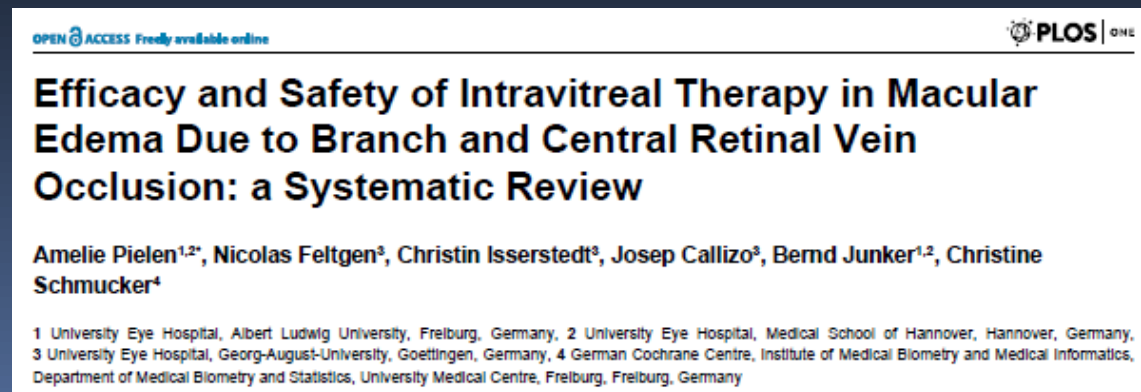 OPEN ACCESS Freely available online
PLOS | ONE
Efficacy and Safety of Intravitreal Therapy in Macular
Edema Due to Branch and Central Retinal Vein
Occlusion: a Systematic Review
Amelie Pielen1,2*, Nicolas Feltgen3, Christin Isserstedt3, Josep Callizo3, Bernd Junker1,2, Christine
Schmucker4
1 University Eye Hospital, Albert Ludwig University, Freiburg, Germany, 2 University Eye Hospital, Medical School of Hannover, Hannover, Germany,
3 University Eye Hospital, Georg-August-University, Goettingen, Germany, 4 German Cochrane Centre, Institute of Medical Biometry and Medical Informatics,
Department of Medical Biometry and Statistics, University Medical Centre, Freiburg, Freiburg, Germany